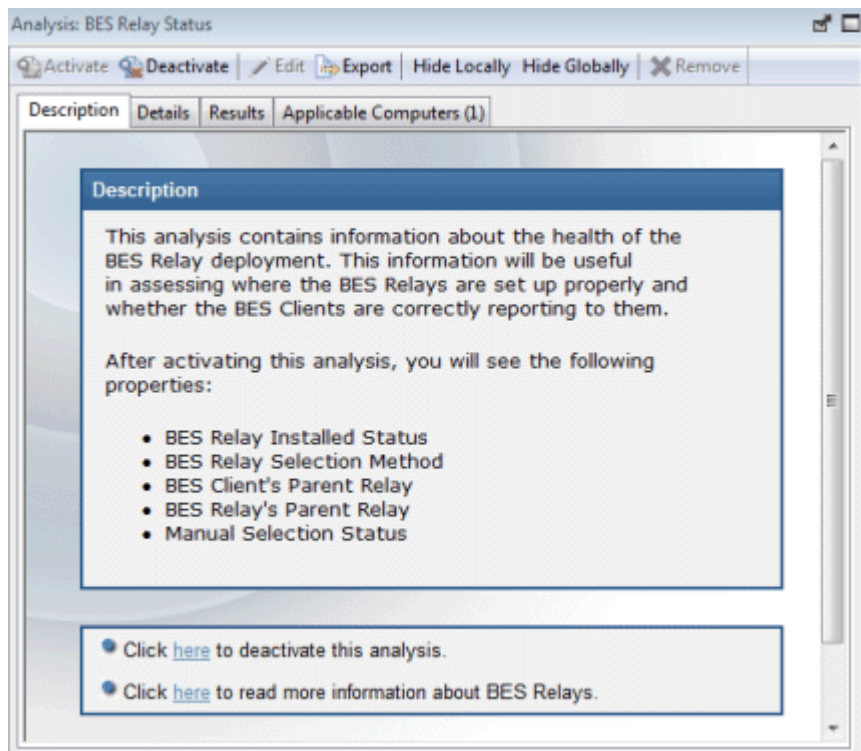 Analysis: BES Relay Status
Activate Deactivate Edit Export Hide Locally Hide Globally Remove
Description Details Results Applicable Computers (1)
Description
This analysis contains information about the health of the
BES Relay deployment. This information will be useful
in assessing where the BES Relays are set up properly and
whether the BES Clients are correctly reporting to them.
After activating this analysis, you will see the following
properties:
• BES Relay Installed Status
• BES Relay Selection Method
• BES Client's Parent Relay
• BES Relay's Parent Relay
• Manual Selection Status
Click here to deactivate this analysis.
Click here to read more information about BES Relays.